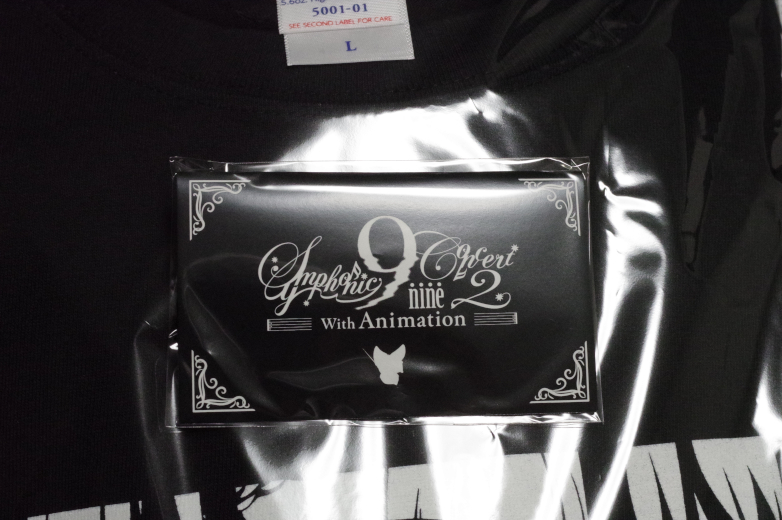 5001-01
SEE SECOND LABEL FOR CARE
L
Symphonic 9 nine Concert 2
With Animation